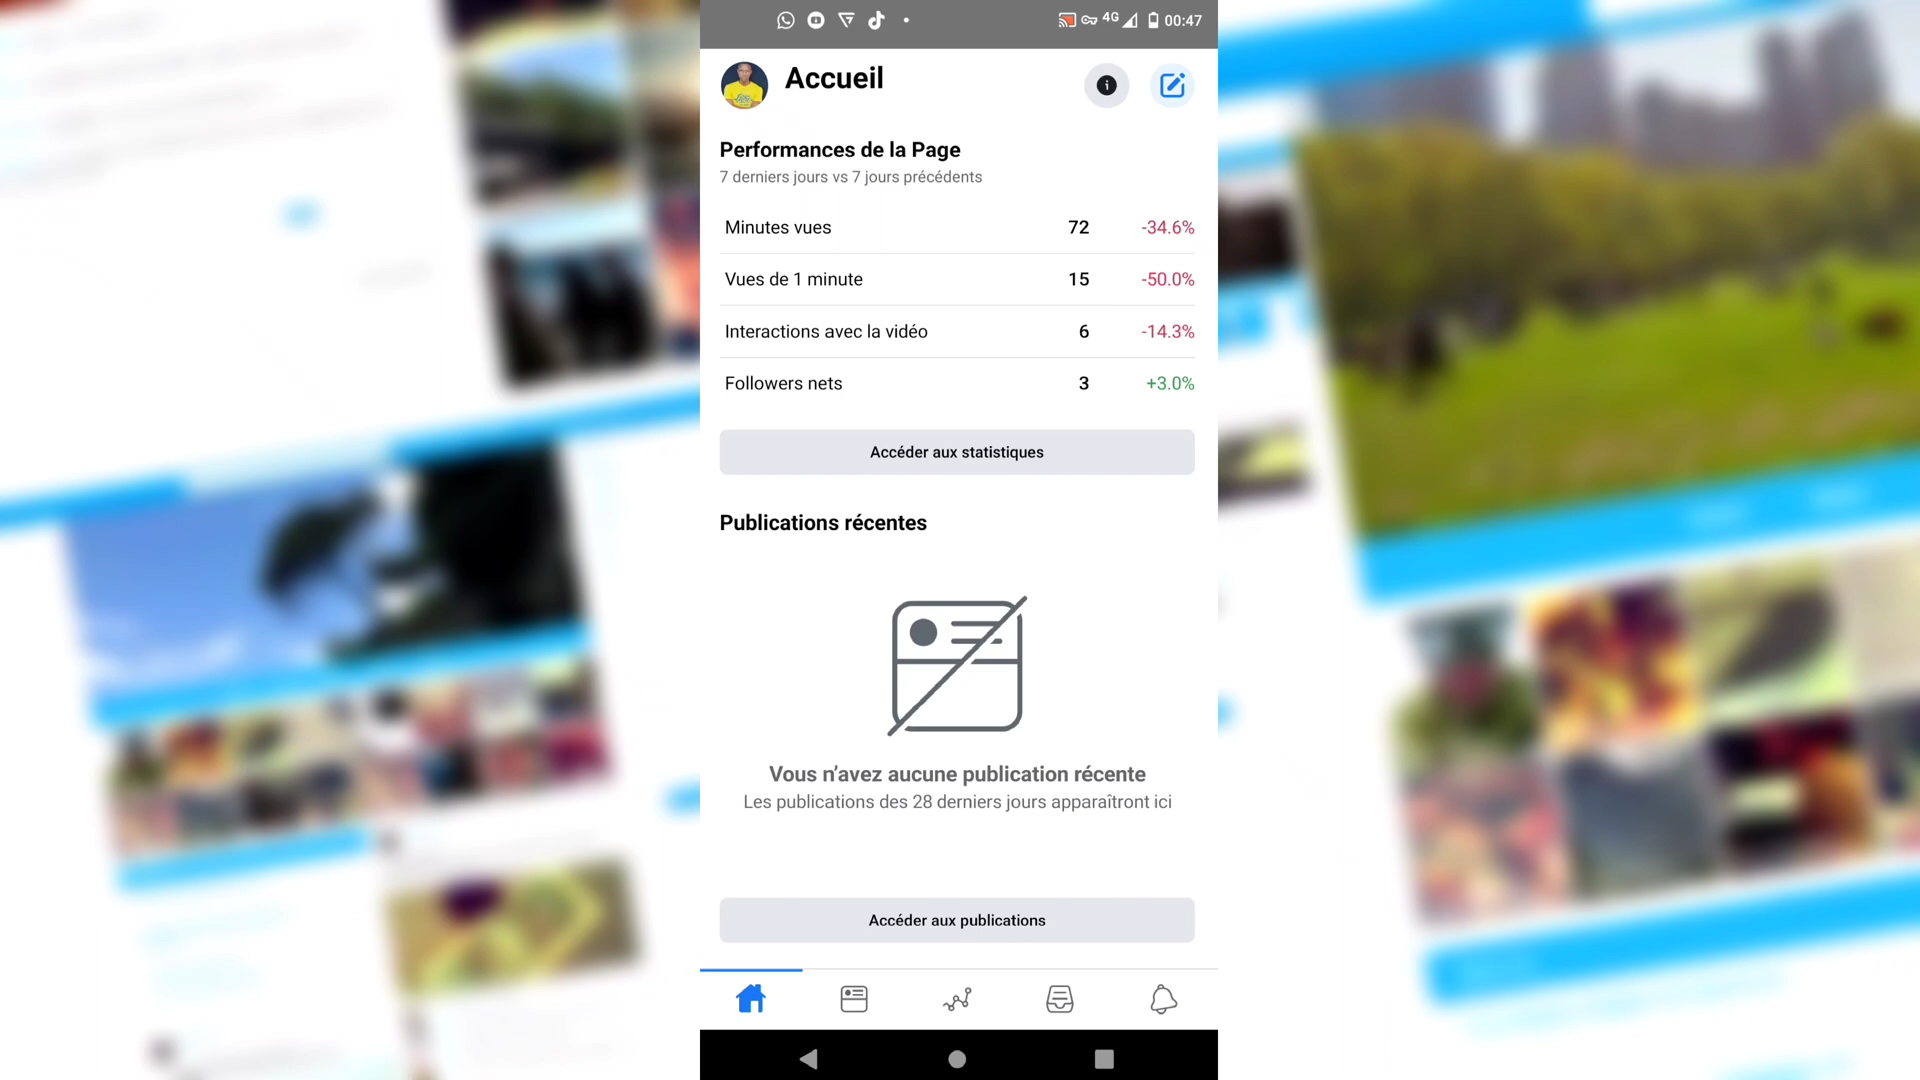 4G 00:47
Accueil
Performances de la Page
7 derniers jours vs 7 jours précédents
Minutes vues 72 -34.6%
Vues de 1 minute 15 -50.0%
Interactions avec la vidéo 6 -14.3%
Followers nets 3 +3.0%
Accéder aux statistiques
Publications récentes
Vous n’avez aucune publication récente
Les publications des 28 derniers jours apparaîtront ici
Accéder aux publications